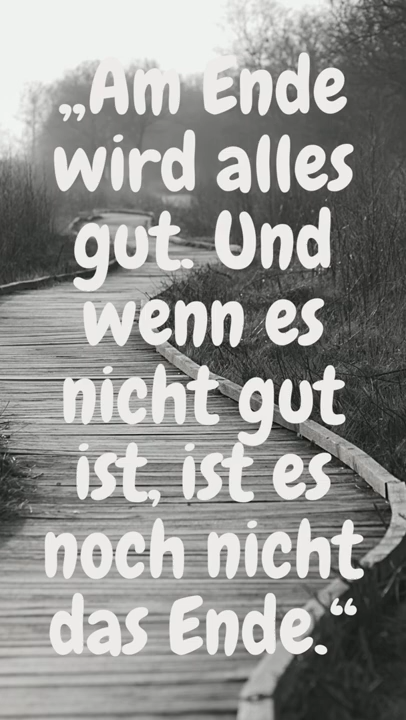 „Am Ende
wird alles
gut. Und
wenn es
nicht gut
ist, ist es
noch nicht
das Ende.“